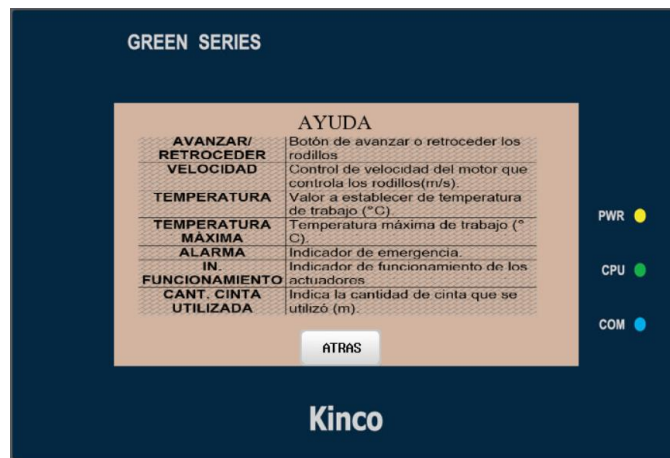 GREEN SERIES
AYUDA
AVANZAR/ RETROCEDER
Botón de avanzar o retroceder los
rodillos
VELOCIDAD
Control de velocidad del motor que
controla los rodillos(m/s).
TEMPERATURA
Valor a establecer de temperatura
de trabajo (°C).
TEMPERATURA MÁXIMA
Temperatura máxima de trabajo (°
C).
ALARMA
Indicador de emergencia.
IN. FUNCIONAMIENTO
Indicador de funcionamiento de los
actuadores
CANT. CINTA UTILIZADA
Indica la cantidad de cinta que se
utilizó (m).
ATRAS
PWR
CPU
COM
Kinco